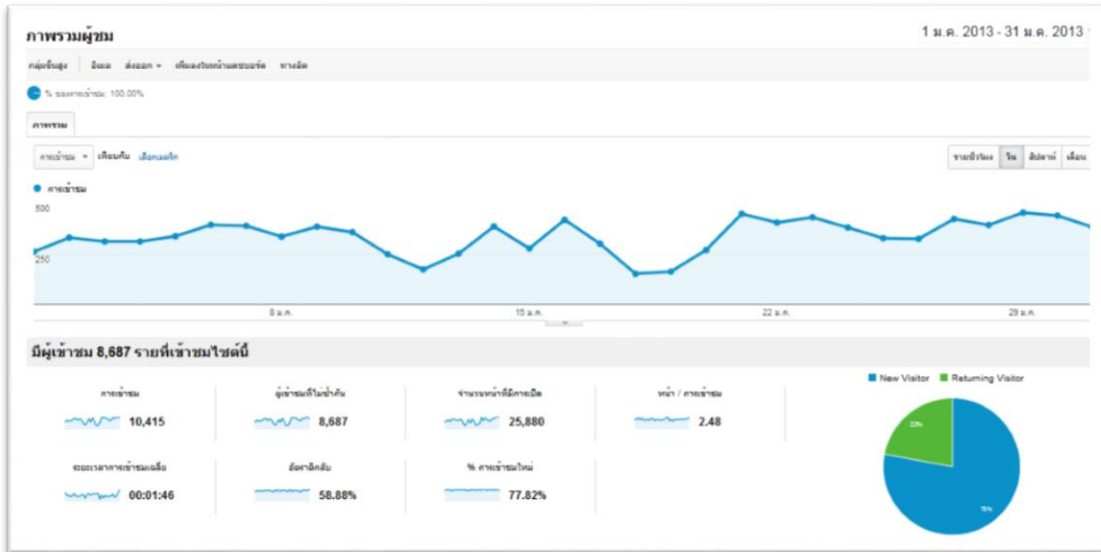 ภาพรวมผู้ชม
1 ม.ค. 2013 - 31 ม.ค. 2013
กลุ่มขั้นสูง อีเมล ส่งออก เพิ่มลงในหน้าแดชบอร์ด ทางลัด
% ของการเข้าชม: 100.00%
ภาพรวม
การเข้าชม เทียบกับ เลือกเมตริก
รายชั่วโมง วัน สัปดาห์ เดือน
การเข้าชม
500
250
8 ม.ค. 15 ม.ค. 22 ม.ค. 29 ม.ค.
มีผู้เข้าชม 8,687 รายที่เข้าชมไซต์นี้
การเข้าชม
10,415
ผู้เข้าชมที่ไม่ซ้ำกัน
8,687
จำนวนหน้าที่มีการเปิด
25,880
หน้า / การเข้าชม
2.48
ระยะเวลาการเข้าชมเฉลี่ย
00:01:46
อัตราตีกลับ
58.88%
% การเข้าชมใหม่
77.82%
New Visitor Returning Visitor
23%